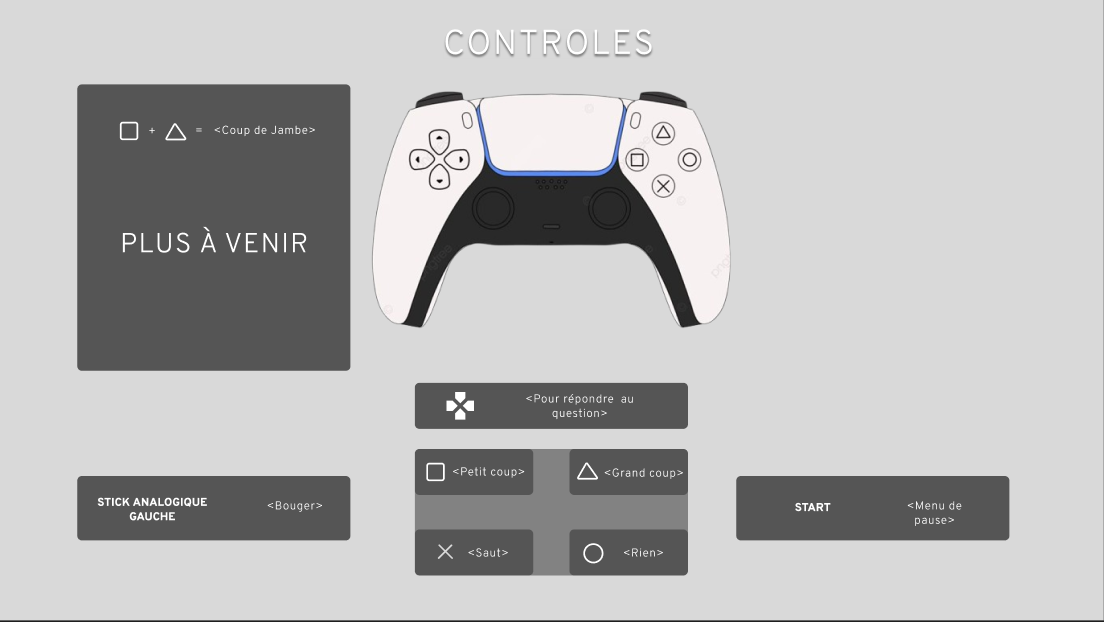 CONTROLES
+ = <Coup de Jambe>
PLUS À VENIR
<Pour répondre au
question>
<Petit coup>
<Grand coup>
STICK ANALOGIQUE
GAUCHE
<Bouger>
START
<Menu de
pause>
<Saut>
<Rien>